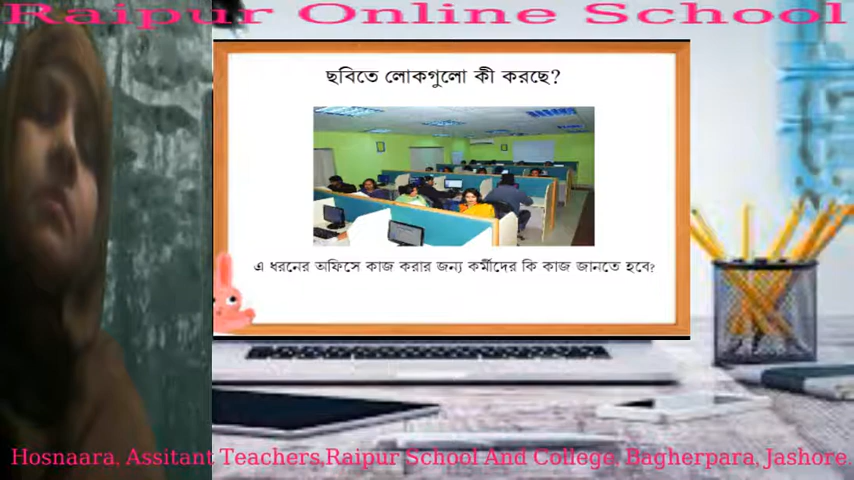 Raipur Online School
ছবিতে লোকগুলো কী করছে?
এ ধরনের অফিসে কাজ করার জন্য কর্মীদের কি কাজ জানতে হবে?
Hosnaara, Assitant Teachers,Raipur School And College, Bagherpara, Jashore